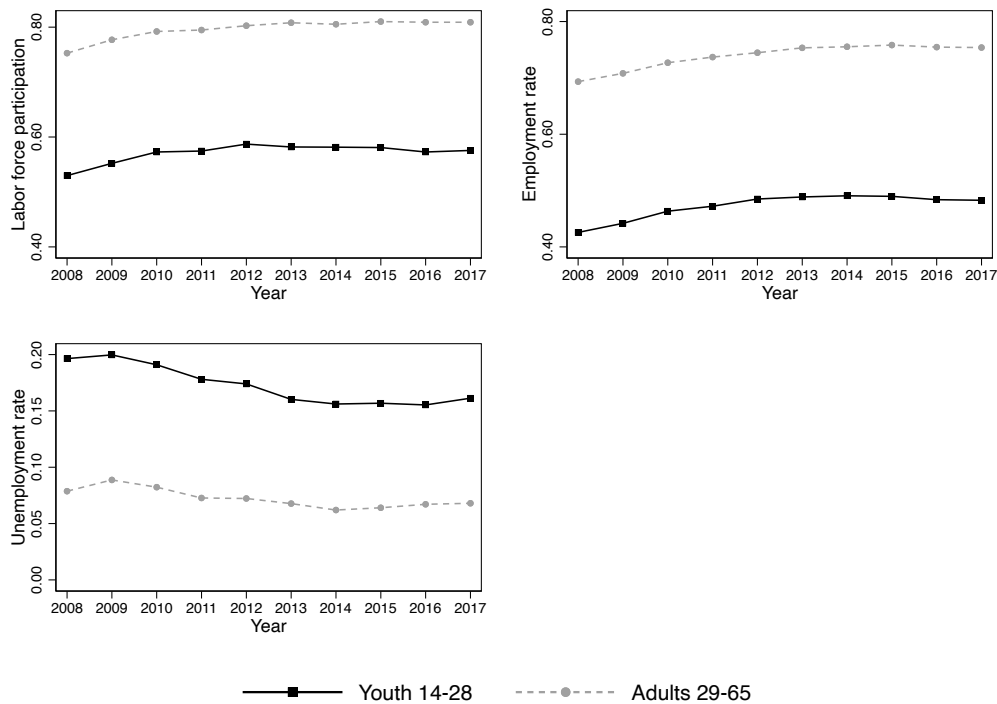 Labor force participation
0.80
0.60
0.40
2008 2009 2010 2011 2012 2013 2014 2015 2016 2017
Year
Employment rate
0.80
0.60
0.40
2008 2009 2010 2011 2012 2013 2014 2015 2016 2017
Year
Unemployment rate
0.20
0.15
0.10
0.05
0.00
2008 2009 2010 2011 2012 2013 2014 2015 2016 2017
Year
Youth 14-28
Adults 29-65